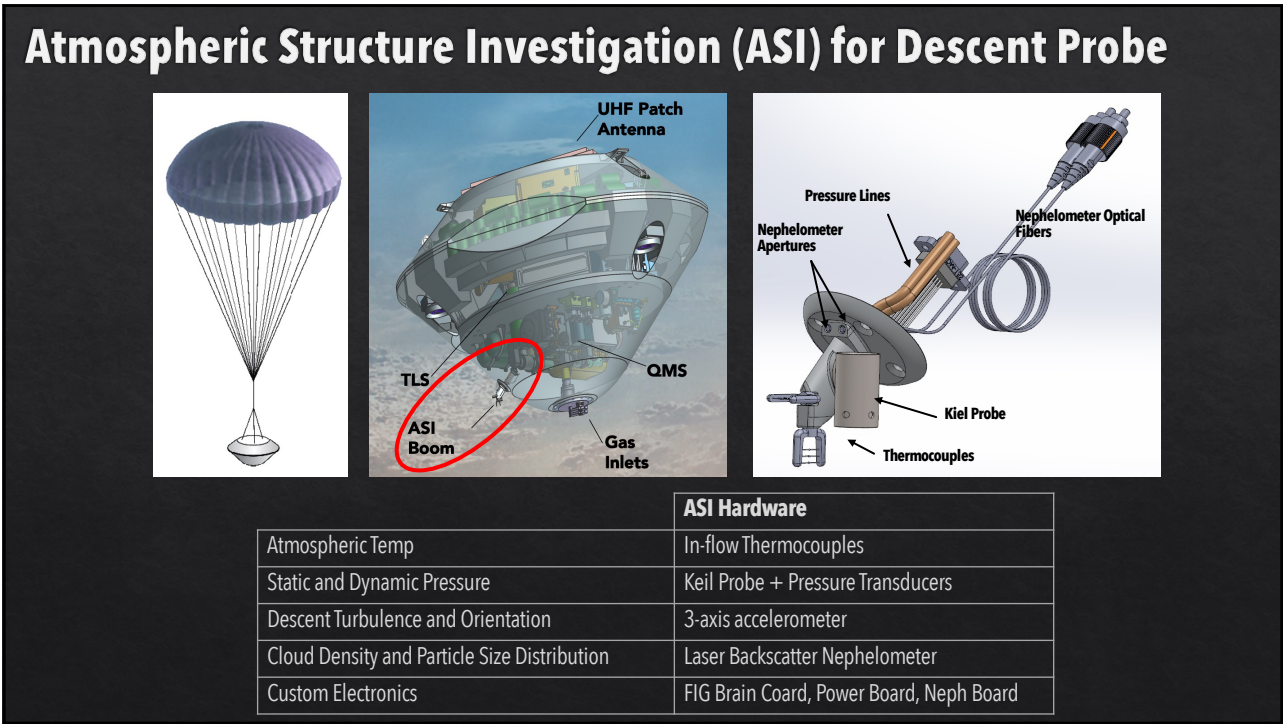 Atmospheric Structure Investigation (ASI) for Descent Probe
UHF Patch
Antenna
TLS
QMS
ASI
Boom
Gas
Inlets
Pressure Lines
Nephelometer
Apertures
Nephelometer Optical
Fibers
Kiel Probe
Thermocouples
ASI Hardware
Atmospheric Temp
In-flow Thermocouples
Static and Dynamic Pressure
Keil Probe + Pressure Transducers
Descent Turbulence and Orientation
3-axis accelerometer
Cloud Density and Particle Size Distribution
Laser Backscatter Nephelometer
Custom Electronics
FIG Brain Coard, Power Board, Neph Board